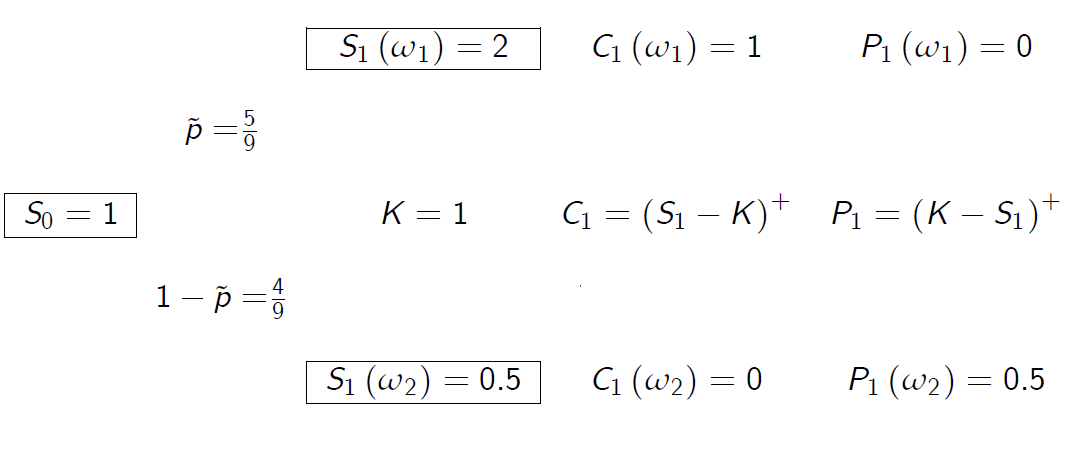 S₁ (ω₁) = 2 C₁ (ω₁) = 1 P₁ (ω₁) = 0
p̃ = 5/9
S₀ = 1 K = 1 C₁ = (S₁ − K)⁺ P₁ = (K − S₁)⁺
1 − p̃ = 4/9
S₁ (ω₂) = 0.5 C₁ (ω₂) = 0 P₁ (ω₂) = 0.5